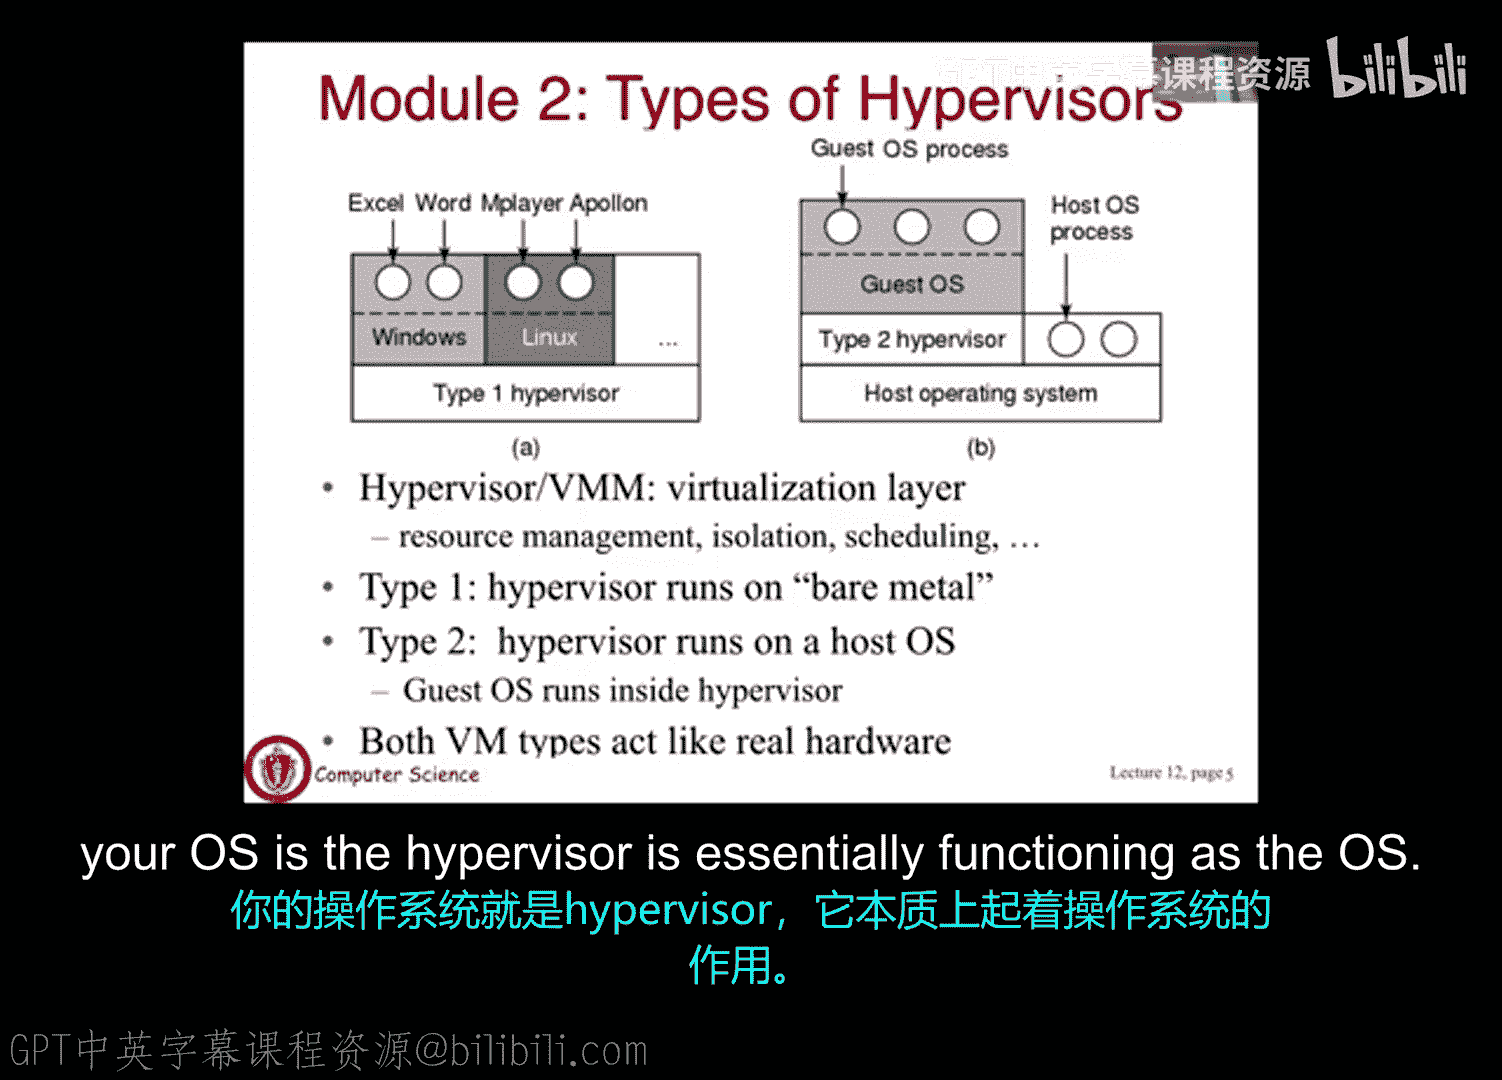 Module 2: Types of Hypervisors
课程资源
bilibili
Guest OS process
Excel Word Mplayer Apollon
Host OS
process
Guest OS
Windows
Linux
...
Type 2 hypervisor
Type 1 hypervisor
Host operating system
(a)
(b)
• Hypervisor/VMM: virtualization layer
– resource management, isolation, scheduling, …
• Type 1: hypervisor runs on “bare metal”
• Type 2: hypervisor runs on a host OS
– Guest OS runs inside hypervisor
• Both VM types act like real hardware
Computer Science
Lecture 12, page 5
your OS is the hypervisor is essentially functioning as the OS.
你的操作系统就是hypervisor，它本质上起着操作系统的
作用。
GPT中英字幕课程资源@bilibili.com